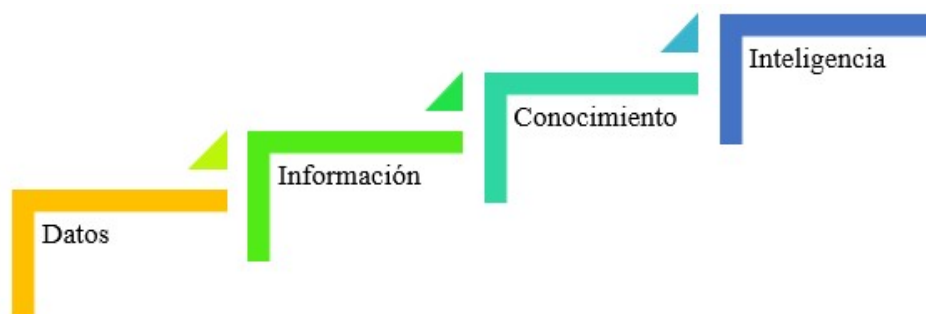 Datos
Información
Conocimiento
Inteligencia